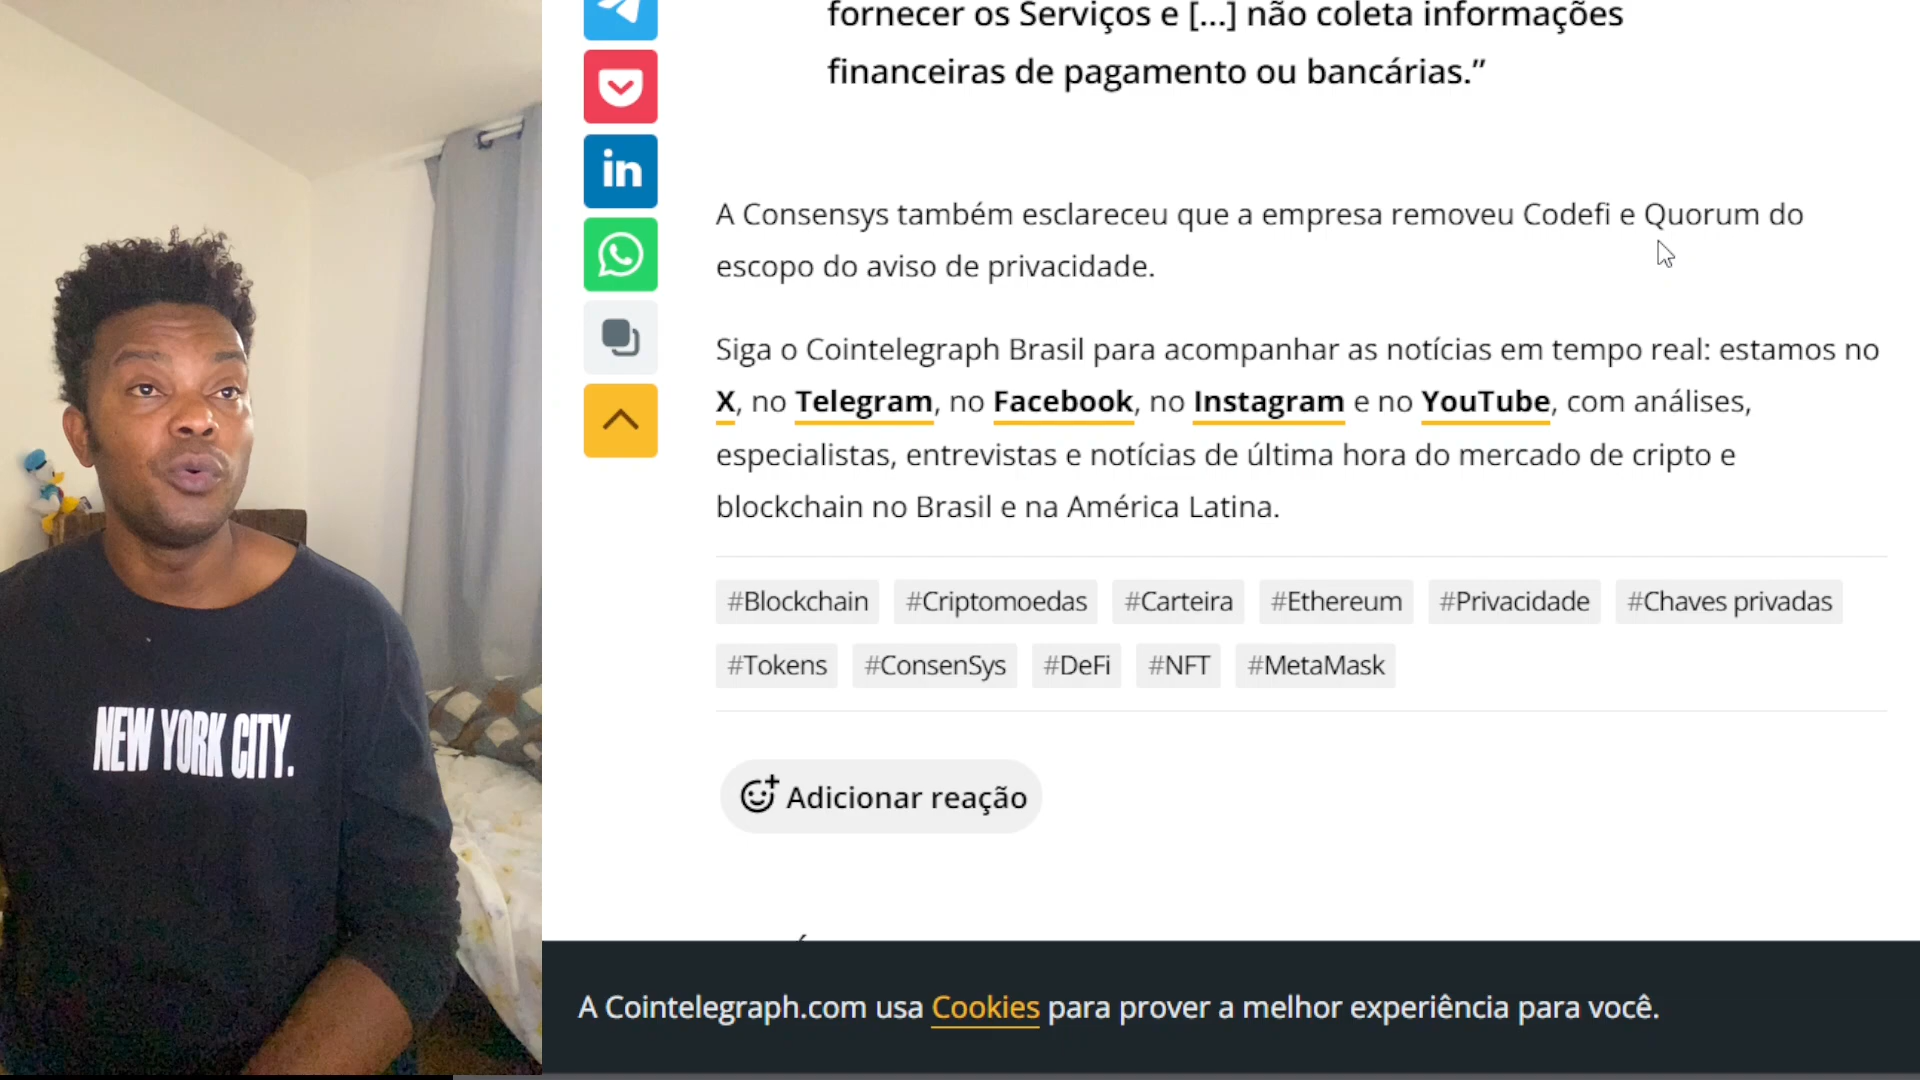 fornecer os Serviços e [...] não coleta informações
financeiras de pagamento ou bancárias.”
in
A Consensys também esclareceu que a empresa removeu Codefi e Quorum do
escopo do aviso de privacidade.
Siga o Cointelegraph Brasil para acompanhar as notícias em tempo real: estamos no
X, no Telegram, no Facebook, no Instagram e no YouTube, com análises,
especialistas, entrevistas e notícias de última hora do mercado de cripto e
blockchain no Brasil e na América Latina.
#Blockchain #Criptomoedas #Carteira #Ethereum #Privacidade #Chaves privadas
#Tokens #ConsenSys #DeFi #NFT #MetaMask
Adicionar reação
A Cointelegraph.com usa Cookies para prover a melhor experiência para você.
NEW YORK CITY.